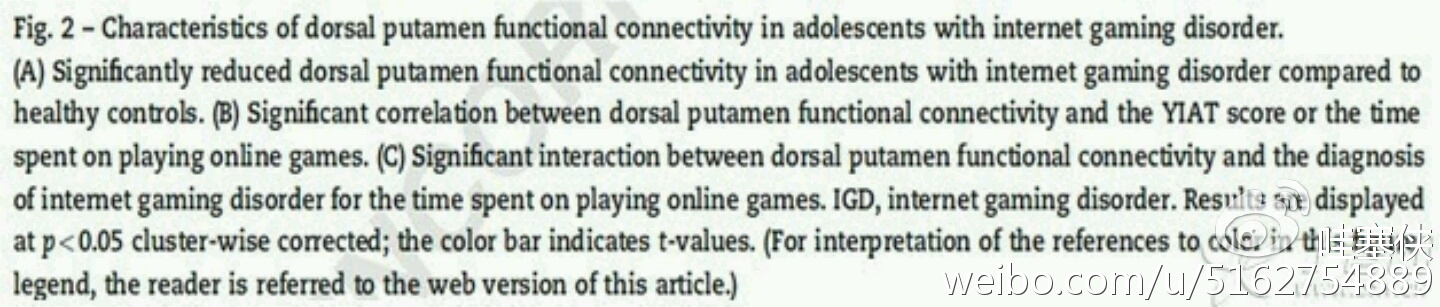 Fig. 2 – Characteristics of dorsal putamen functional connectivity in adolescents with internet gaming disorder.
(A) Significantly reduced dorsal putamen functional connectivity in adolescents with internet gaming disorder compared to
healthy controls. (B) Significant correlation between dorsal putamen functional connectivity and the YIAT score or the time
spent on playing online games. (C) Significant interaction between dorsal putamen functional connectivity and the diagnosis
of internet gaming disorder for the time spent on playing online games. IGD, internet gaming disorder. Results are displayed
at p<0.05 cluster-wise corrected; the color bar indicates t-values. (For interpretation of the references to color in
legend, the reader is referred to the web version of this article.)
哇塞侠
weibo.com/u/5162754889